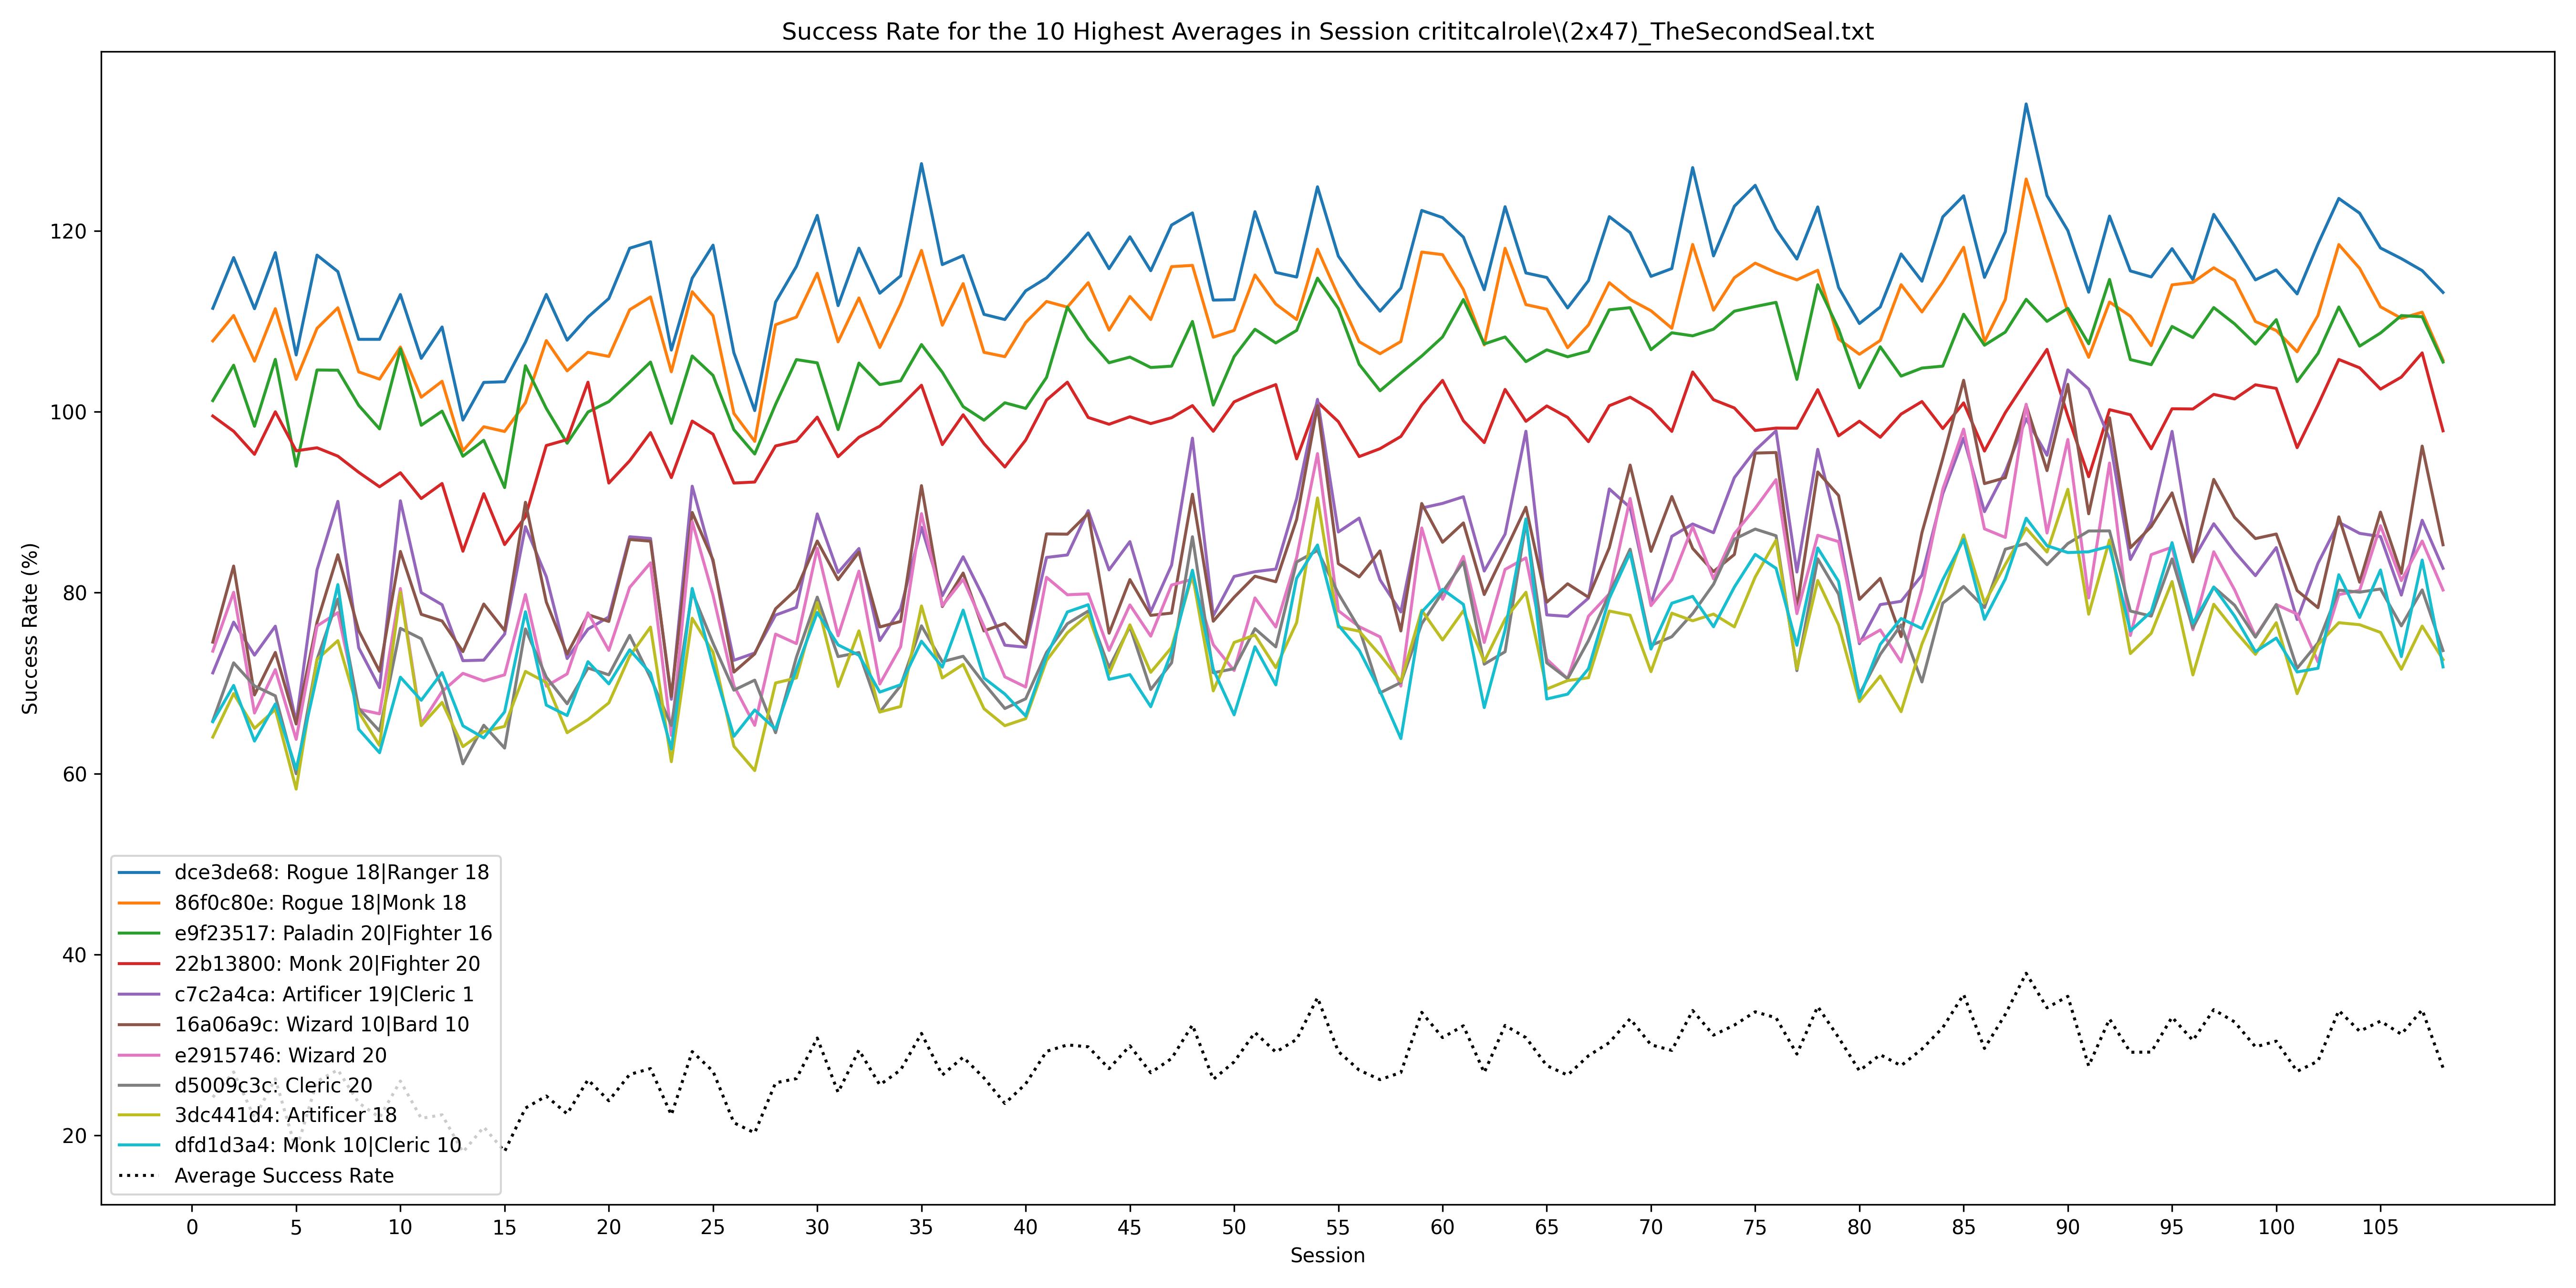 Success Rate for the 10 Highest Averages in Session crititcalrole\(2x47)_TheSecondSeal.txt
Success Rate (%)
120
100
80
60
40
20
dce3de68: Rogue 18|Ranger 18
86f0c80e: Rogue 18|Monk 18
e9f23517: Paladin 20|Fighter 16
22b13800: Monk 20|Fighter 20
c7c2a4ca: Artificer 19|Cleric 1
16a06a9c: Wizard 10|Bard 10
e2915746: Wizard 20
d5009c3c: Cleric 20
3dc441d4: Artificer 18
dfd1d3a4: Monk 10|Cleric 10
Average Success Rate
0 5 10 15 20 25 30 35 40 45 50 55 60 65 70 75 80 85 90 95 100 105
Session